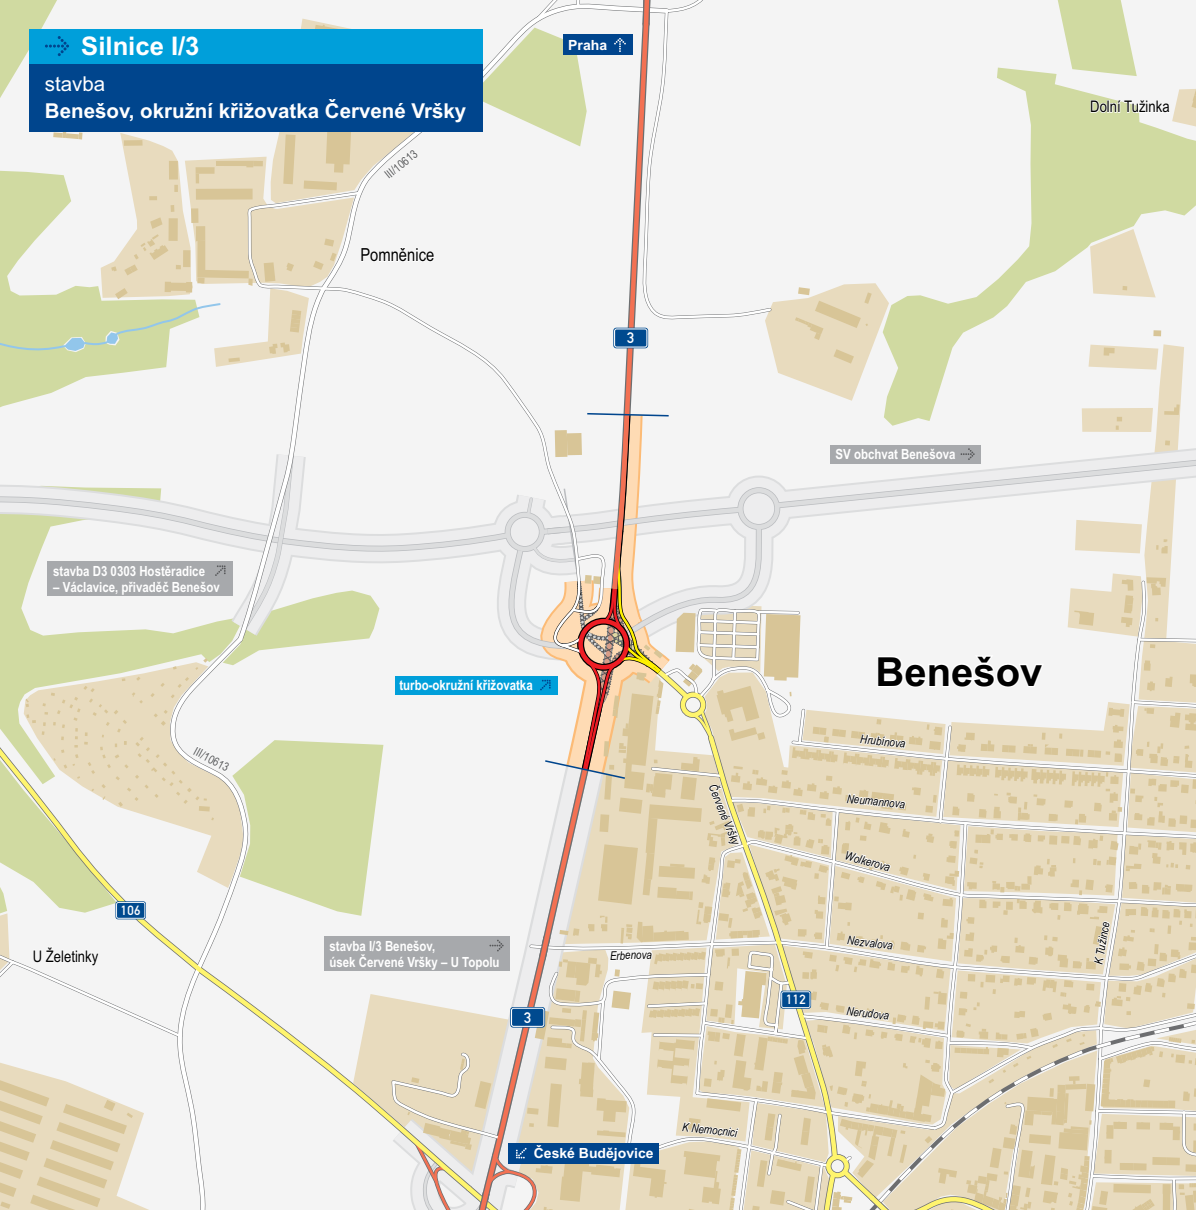 Silnice I/3
stavba
Benešov, okružní křižovatka Červené Vršky
Praha
Dolní Tužinka
III/10613
Pomněnice
3
SV obchvat Benešova
stavba D3 0303 Hostěradice
– Václavice, přivaděč Benešov
turbo-okružní křižovatka
Benešov
Hrubínova
III/10613
Neumannova
Červené Vršky
Wolkerova
106
stavba I/3 Benešov,
úsek Červené Vršky – U Topolu
U Želetinky
Erbenova
Nezvalova
K Tužince
112
3
Nerudova
K Nemocnici
České Budějovice